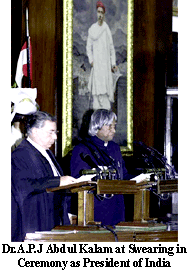 Dr.A.P.J Abdul Kalam at Swearing in
Ceremony as President of India